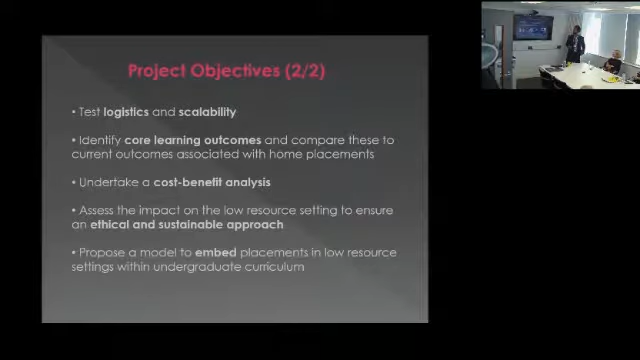 Project Objectives (2/2)
• Test logistics and scalability
• Identify core learning outcomes and compare these to
current outcomes associated with home placements
• Undertake a cost-benefit analysis
• Assess the impact on the low resource setting to ensure
an ethical and sustainable approach
• Propose a model to embed placements in low resource
settings within undergraduate curriculum